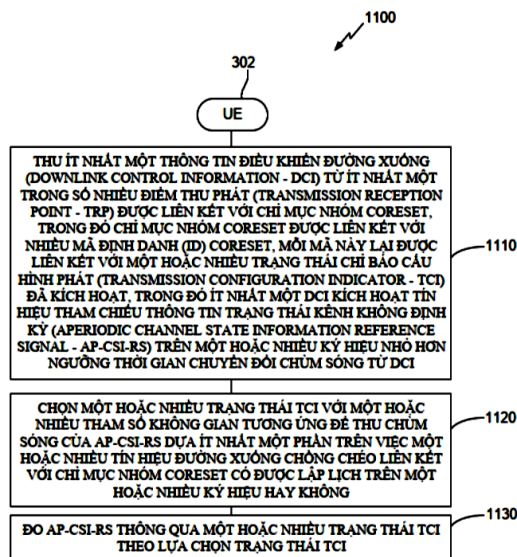 1100
302
UE
THU ÍT NHẤT MỘT THÔNG TIN ĐIỀU KHIỂN ĐƯỜNG XUỐNG
(DOWNLINK CONTROL INFORMATION - DCI) TỪ ÍT NHẤT MỘT
TRONG SỐ NHIỀU ĐIỂM THU PHÁT (TRANSMISSION RECEPTION
POINT - TRP) ĐƯỢC LIÊN KẾT VỚI CHỈ MỤC NHÓM CORESET,
TRONG ĐÓ CHỈ MỤC NHÓM CORESET ĐƯỢC LIÊN KẾT VỚI
NHIỀU MÃ ĐỊNH DANH (ID) CORESET, MỖI MÃ NÀY LẠI ĐƯỢC
LIÊN KẾT VỚI MỘT HOẶC NHIỀU TRẠNG THÁI CHỈ BÁO CẤU
HÌNH PHÁT (TRANSMISSION CONFIGURATION INDICATOR - TCI)
ĐÃ KÍCH HOẠT, TRONG ĐÓ ÍT NHẤT MỘT DCI KÍCH HOẠT TÍN
HIỆU THAM CHIẾU THÔNG TIN TRẠNG THÁI KÊNH KHÔNG ĐỊNH
KỲ (APERIODIC CHANNEL STATE INFORMATION REFERENCE
SIGNAL - AP-CSI-RS) TRÊN MỘT HOẶC NHIỀU KÝ HIỆU NHỎ HƠN
NGƯỠNG THỜI GIAN CHUYỂN ĐỔI CHÙM SÓNG TỪ DCI
1110
CHỌN MỘT HOẶC NHIỀU TRẠNG THÁI TCI VỚI MỘT HOẶC
NHIỀU THAM SỐ KHÔNG GIAN TƯƠNG ỨNG ĐỂ THU CHÙM
SÓNG CỦA AP-CSI-RS DỰA ÍT NHẤT MỘT PHẦN TRÊN VIỆC MỘT
HOẶC NHIỀU TÍN HIỆU ĐƯỜNG XUỐNG CHỒNG CHÉO LIÊN KẾT
VỚI CHỈ MỤC NHÓM CORESET CÓ ĐƯỢC LẬP LỊCH TRÊN MỘT
HOẶC NHIỀU KÝ HIỆU HAY KHÔNG
1120
ĐO AP-CSI-RS THÔNG QUA MỘT HOẶC NHIỀU TRẠNG THÁI TCI
THEO LỰA CHỌN TRẠNG THÁI TCI
1130